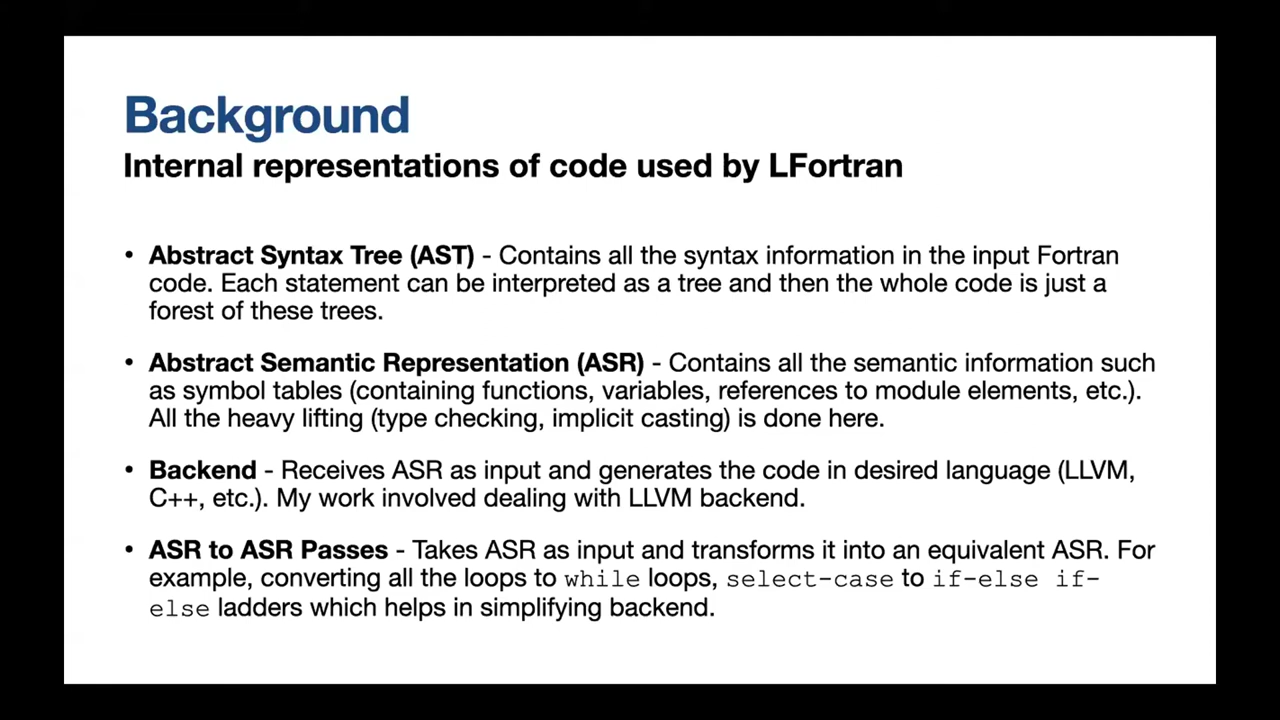 Background
Internal representations of code used by LFortran
• Abstract Syntax Tree (AST) - Contains all the syntax information in the input Fortran
code. Each statement can be interpreted as a tree and then the whole code is just a
forest of these trees.
• Abstract Semantic Representation (ASR) - Contains all the semantic information such
as symbol tables (containing functions, variables, references to module elements, etc.).
All the heavy lifting (type checking, implicit casting) is done here.
• Backend - Receives ASR as input and generates the code in desired language (LLVM,
C++, etc.). My work involved dealing with LLVM backend.
• ASR to ASR Passes - Takes ASR as input and transforms it into an equivalent ASR. For
example, converting all the loops to while loops, select-case to if-else if-
else ladders which helps in simplifying backend.